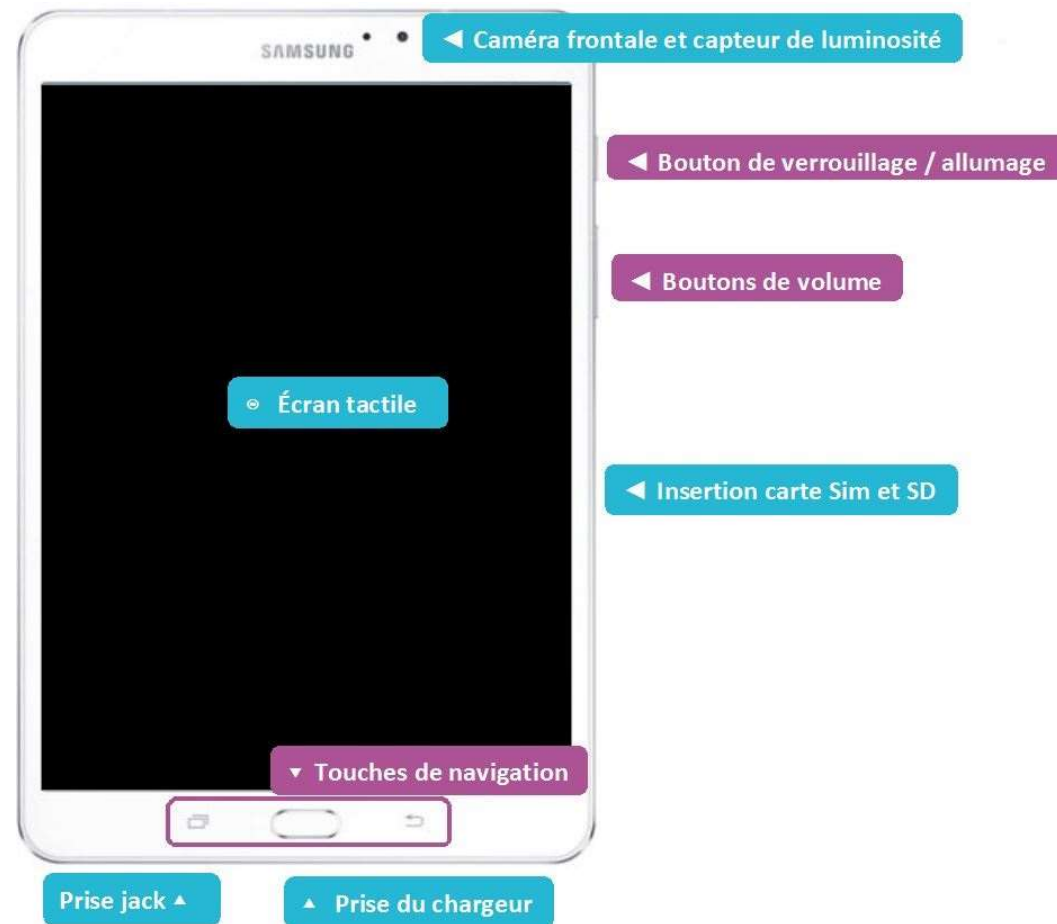 SAMSUNG
◄ Caméra frontale et capteur de luminosité
◄ Bouton de verrouillage / allumage
◄ Boutons de volume
Écran tactile
◄ Insertion carte Sim et SD
▼ Touches de navigation
Prise jack ▲
▲ Prise du chargeur